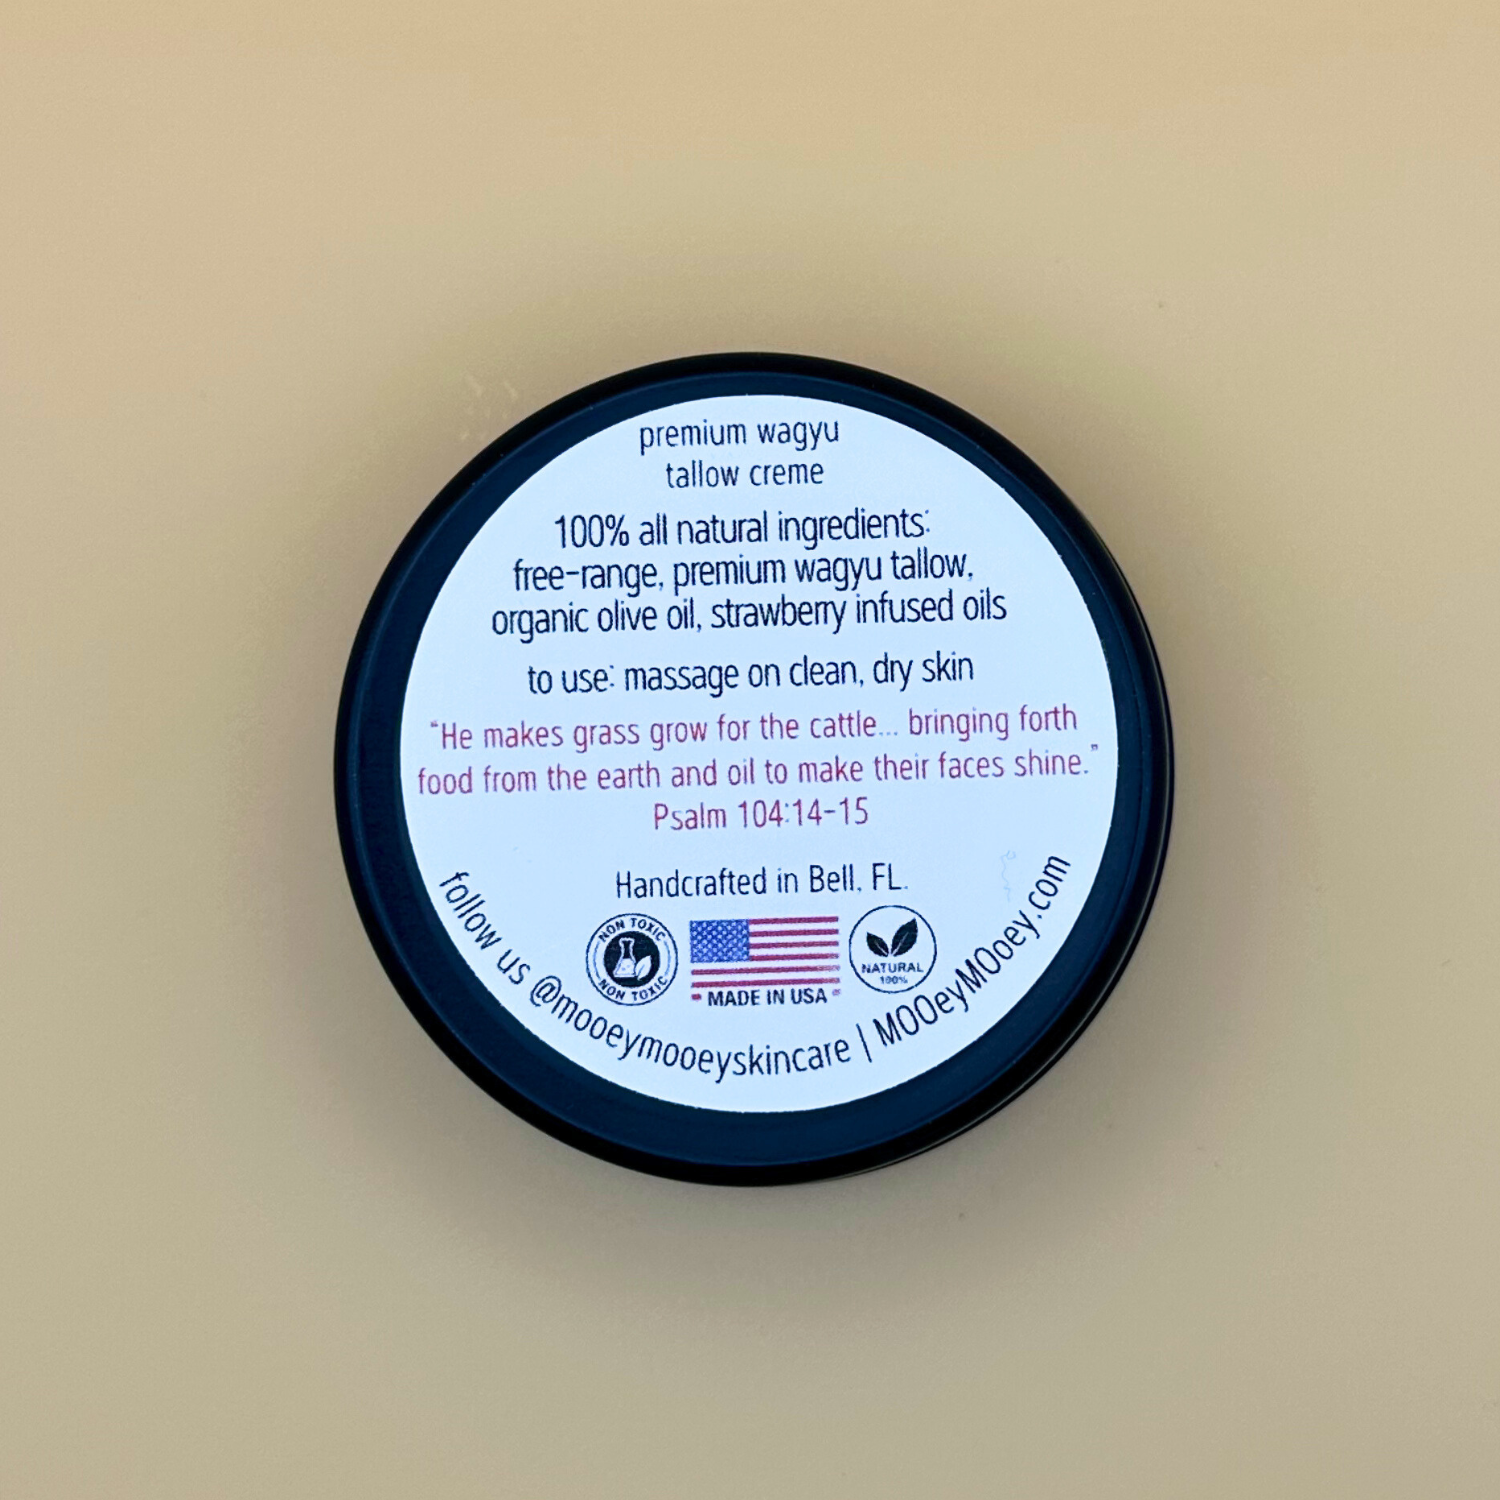 premium wagyu
tallow creme
100% all natural ingredients:
free-range, premium wagyu tallow,
organic olive oil, strawberry infused oils
to use: massage on clean, dry skin
"He makes grass grow for the cattle... bringing forth
food from the earth and oil to make their faces shine."
Psalm 104:14-15
Handcrafted in Bell, FL.
NON TOXIC
NON TOXIC
MADE IN USA
NATURAL
100%
follow us @mooeymooeyskincare | MOOeyMOOey.com